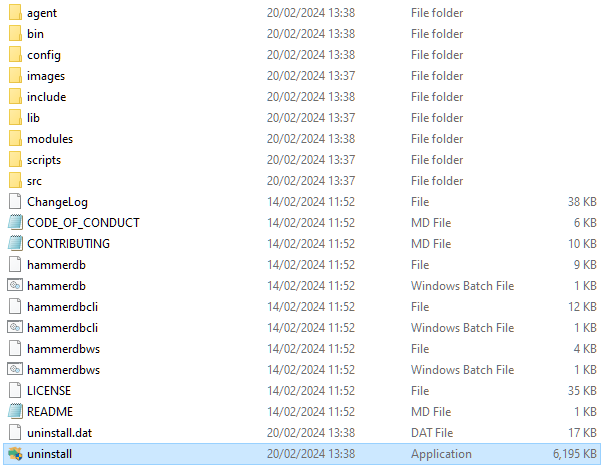 agent 20/02/2024 13:38 File folder
bin 20/02/2024 13:38 File folder
config 20/02/2024 13:38 File folder
images 20/02/2024 13:37 File folder
include 20/02/2024 13:38 File folder
lib 20/02/2024 13:37 File folder
modules 20/02/2024 13:38 File folder
scripts 20/02/2024 13:37 File folder
src 20/02/2024 13:37 File folder
ChangeLog 14/02/2024 11:52 File 38 KB
CODE_OF_CONDUCT 14/02/2024 11:52 MD File 6 KB
CONTRIBUTING 14/02/2024 11:52 MD File 10 KB
hammerdb 14/02/2024 11:52 File 9 KB
hammerdb 14/02/2024 11:52 Windows Batch File 1 KB
hammerdbcli 14/02/2024 11:52 File 12 KB
hammerdbcli 14/02/2024 11:52 Windows Batch File 1 KB
hammerdbws 14/02/2024 11:52 File 4 KB
hammerdbws 14/02/2024 11:52 Windows Batch File 1 KB
LICENSE 14/02/2024 11:52 File 35 KB
README 14/02/2024 11:52 MD File 1 KB
uninstall.dat 20/02/2024 13:38 DAT File 17 KB
uninstall 20/02/2024 13:38 Application 6,195 KB